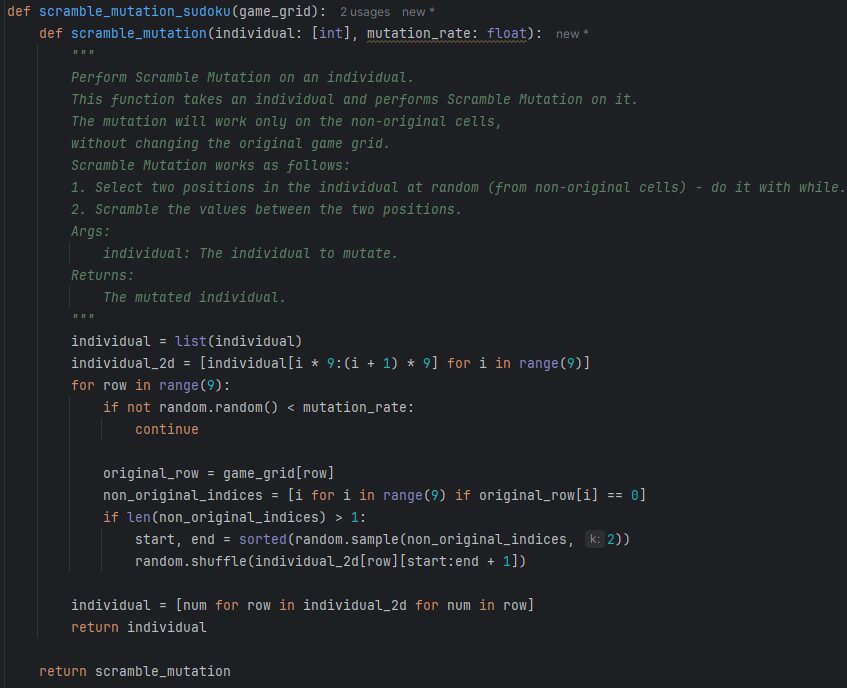 def scramble_mutation_sudoku(game_grid):  2 usages  new *
    def scramble_mutation(individual: [int], mutation_rate: float):  new *
        """
        Perform Scramble Mutation on an individual.
        This function takes an individual and performs Scramble Mutation on it.
        The mutation will work only on the non-original cells,
        without changing the original game grid.
        Scramble Mutation works as follows:
        1. Select two positions in the individual at random (from non-original cells) - do it with while.
        2. Scramble the values between the two positions.
        Args:
            individual: The individual to mutate.
        Returns:
            The mutated individual.
        """
        individual = list(individual)
        individual_2d = [individual[i * 9:(i + 1) * 9] for i in range(9)]
        for row in range(9):
            if not random.random() < mutation_rate:
                continue

            original_row = game_grid[row]
            non_original_indices = [i for i in range(9) if original_row[i] == 0]
            if len(non_original_indices) > 1:
                start, end = sorted(random.sample(non_original_indices, k: 2))
                random.shuffle(individual_2d[row][start:end + 1])

        individual = [num for row in individual_2d for num in row]
        return individual

    return scramble_mutation